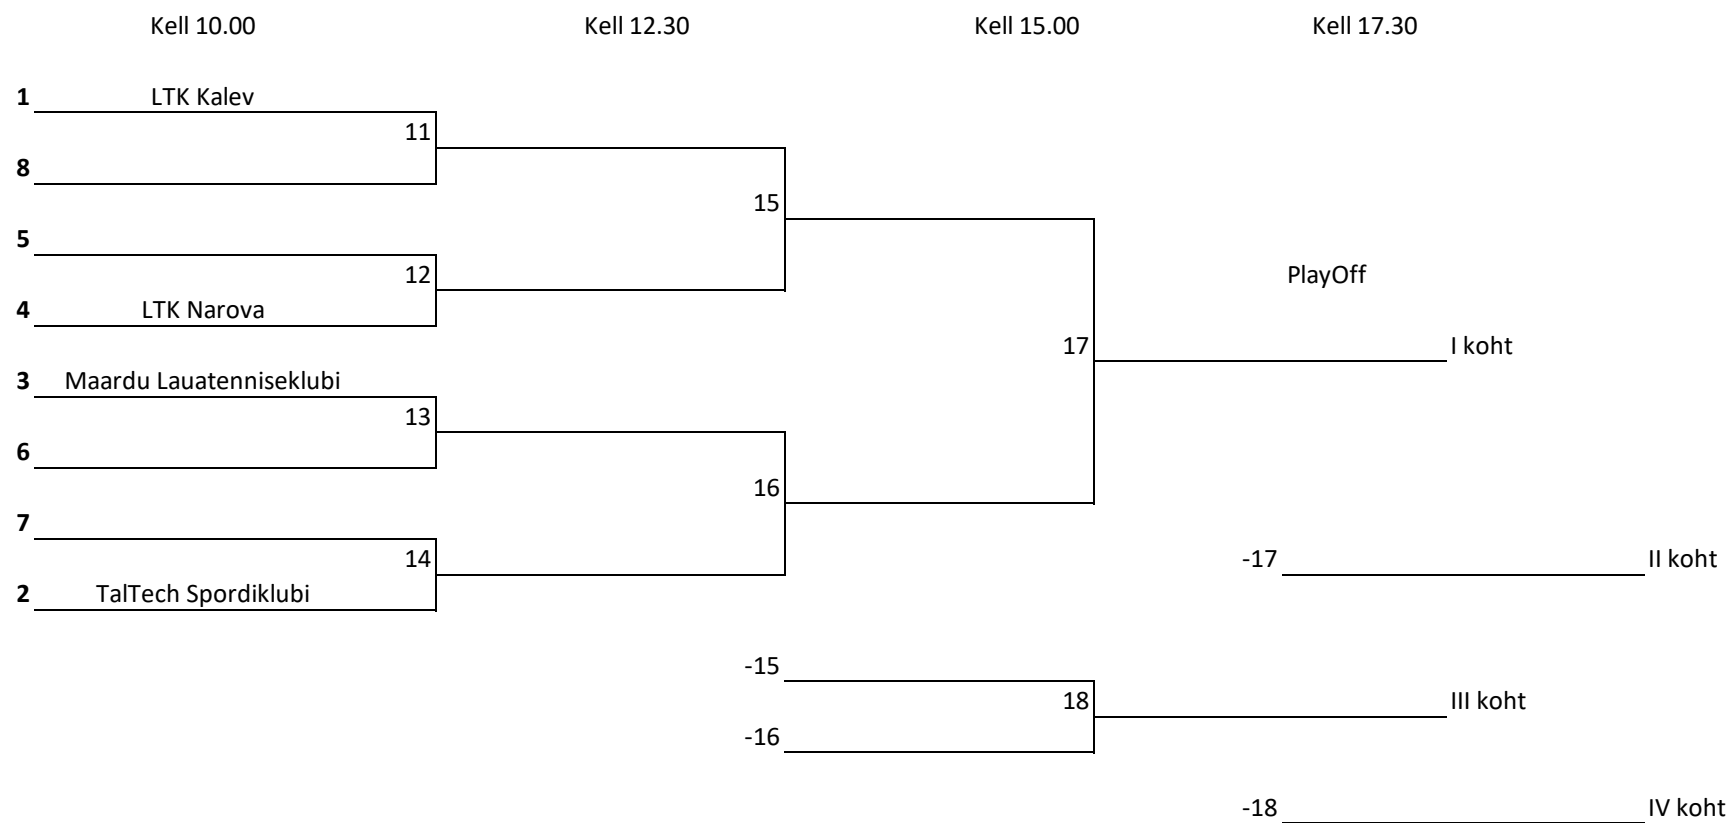 Kell 10.00 Kell 12.30 Kell 15.00 Kell 17.30
1 LTK Kalev
11
8
15
5
12 PlayOff
4 LTK Narova
17 I koht
3 Maardu Lauatenniseklubi
13
6
16
7
14 -17 II koht
2 TalTech Spordiklubi
-15
18 III koht
-16
-18 IV koht